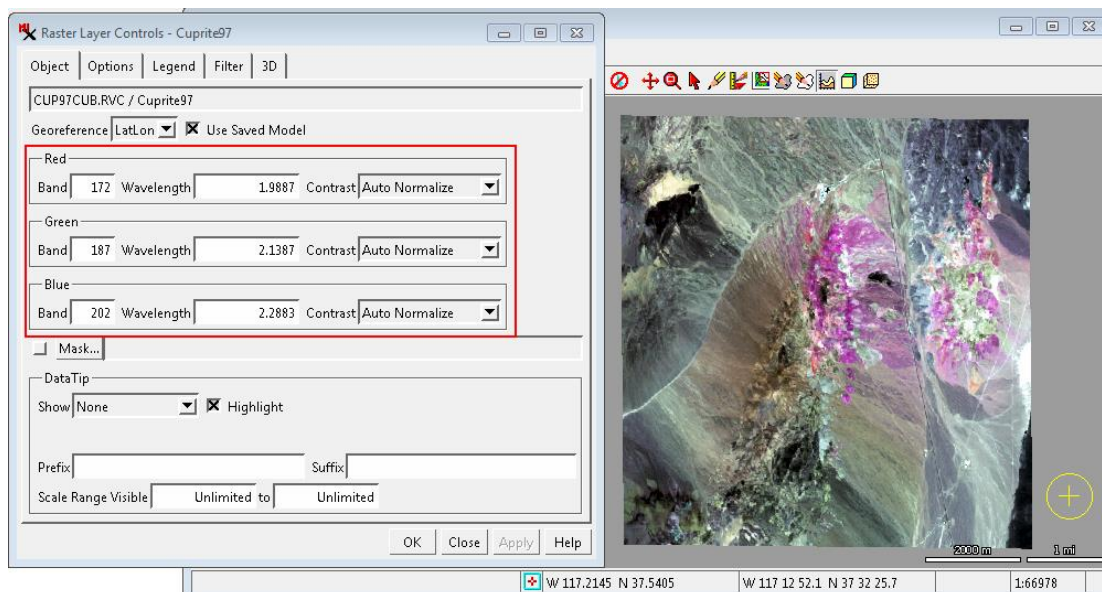 Raster Layer Controls - Cuprite97
Object Options Legend Filter 3D
CUP97CUB.RVC / Cuprite97
Georeference LatLon Use Saved Model
Red
Band 172 Wavelength 1.9887 Contrast Auto Normalize
Green
Band 187 Wavelength 2.1387 Contrast Auto Normalize
Blue
Band 202 Wavelength 2.2883 Contrast Auto Normalize
Mask...
DataTip
Show None Highlight
Prefix Suffix
Scale Range Visible Unlimited to Unlimited
OK Close Apply Help
2000 m 1 mi
W 117.2145 N 37.5405 W 117 12 52.1 N 37 32 25.7 1:66978